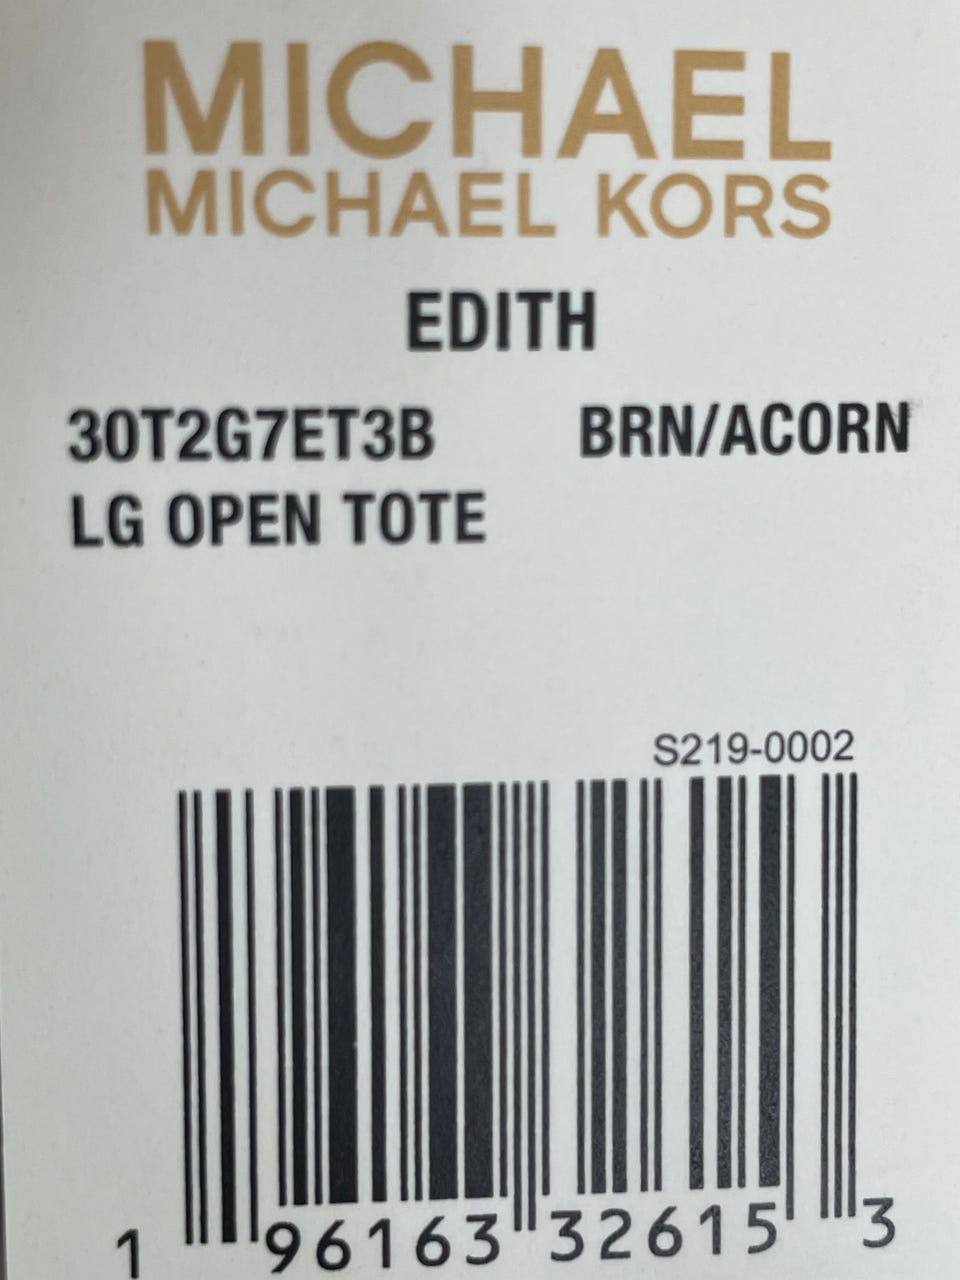 MICHAEL
MICHAEL KORS
EDITH
30T2G7ET3B BRN/ACORN
LG OPEN TOTE
S219-0002
1 96163 32615 3